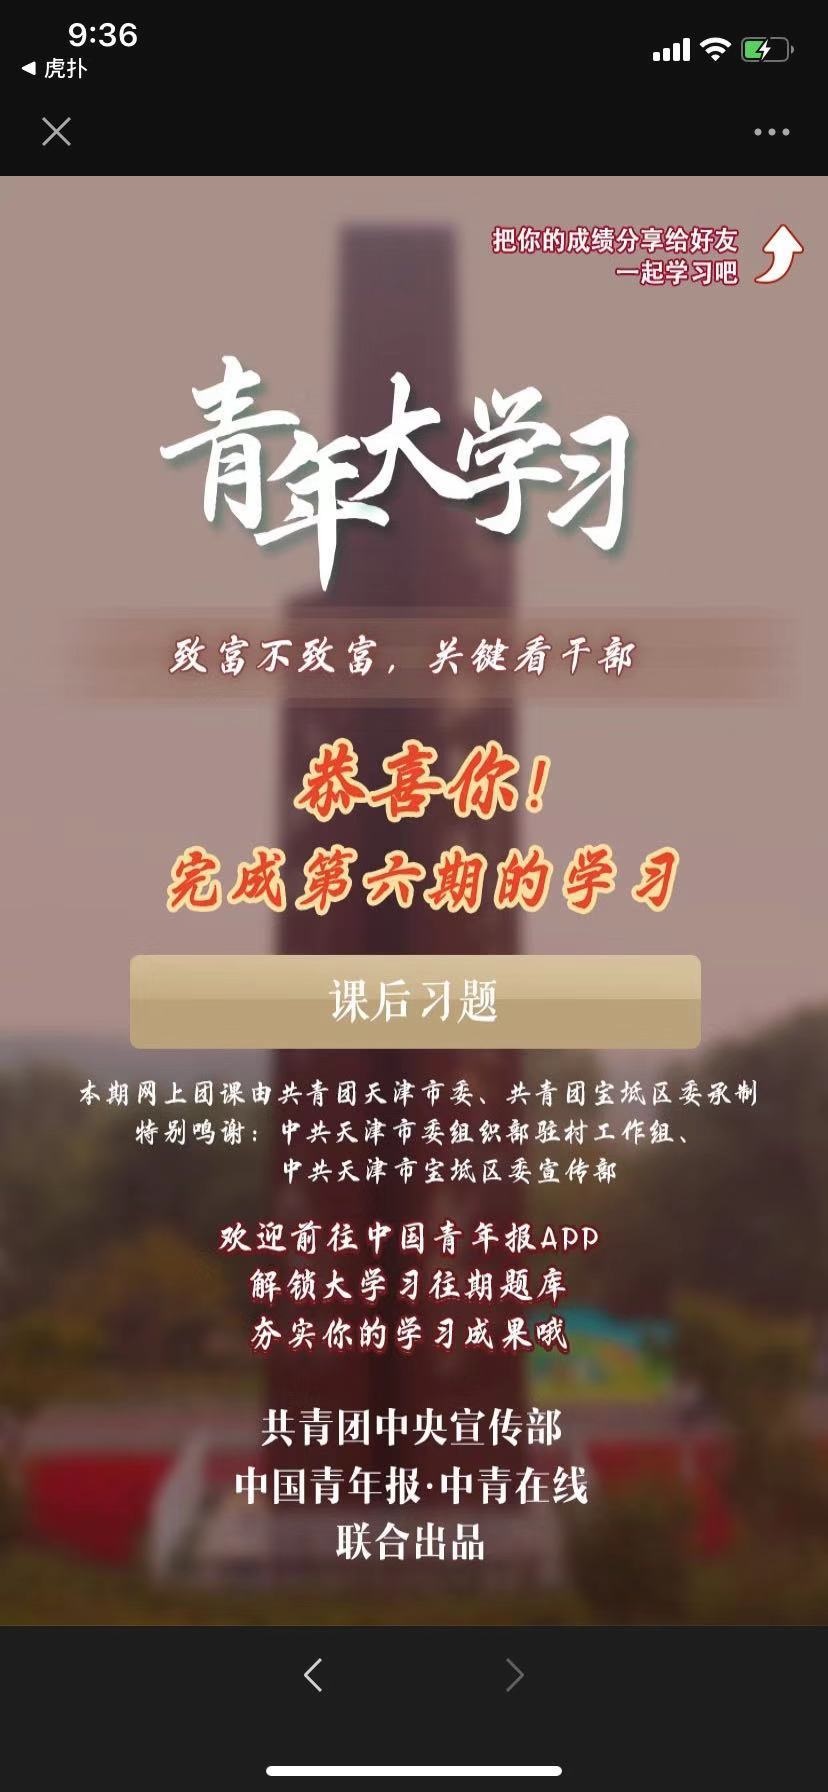 9:36
◀ 虎扑
把你的成绩分享给好友
一起学习吧
青年大学习
致富不致富，关键看干部
恭喜你！
完成第六期的学习
课后习题
本期网上团课由共青团天津市委、共青团宝坻区委承制
特别鸣谢：中共天津市委组织部驻村工作组、
中共天津市宝坻区委宣传部
欢迎前往中国青年报APP
解锁大学习往期题库
夯实你的学习成果哦
共青团中央宣传部
中国青年报·中青在线
联合出品